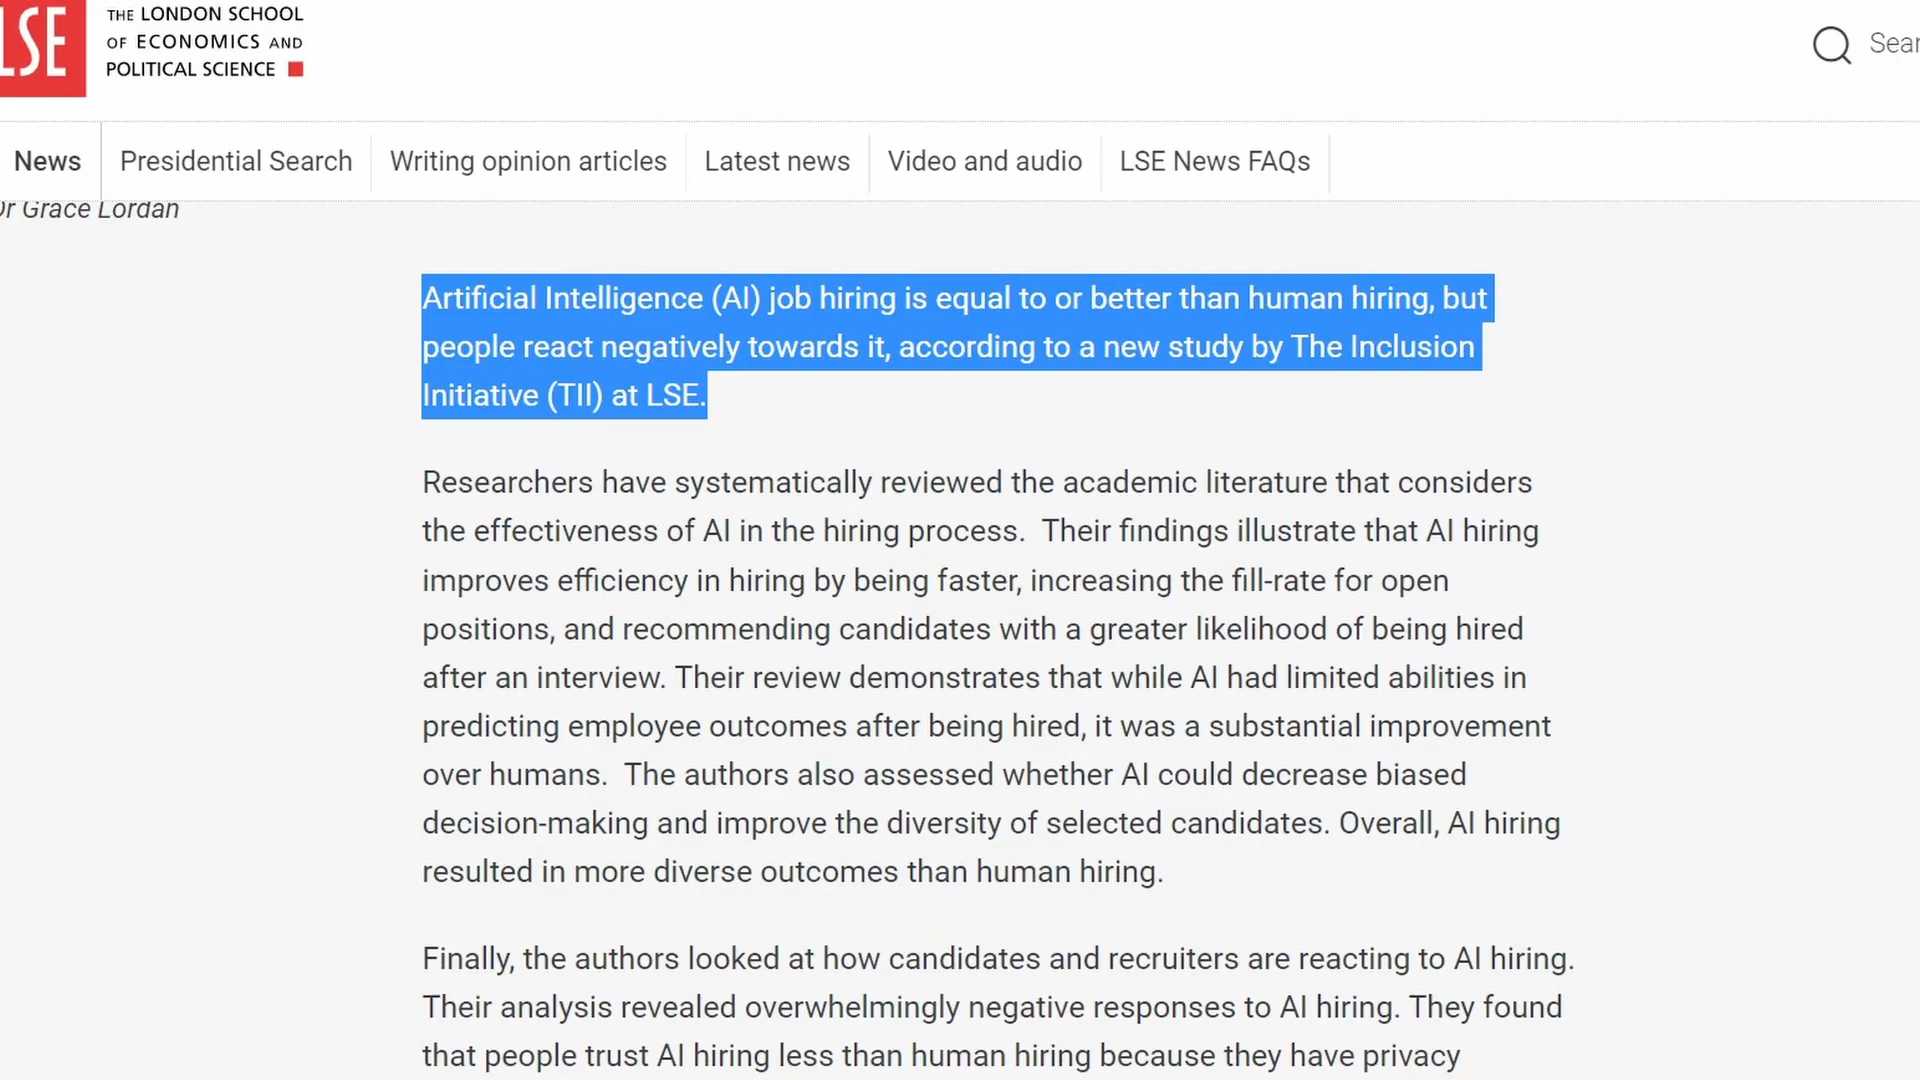 LSE
THE LONDON SCHOOL
OF ECONOMICS AND
POLITICAL SCIENCE
News
Presidential Search
Writing opinion articles
Latest news
Video and audio
LSE News FAQs
Dr Grace Lordan
Artificial Intelligence (AI) job hiring is equal to or better than human hiring, but
people react negatively towards it, according to a new study by The Inclusion
Initiative (TII) at LSE.
Researchers have systematically reviewed the academic literature that considers
the effectiveness of AI in the hiring process. Their findings illustrate that AI hiring
improves efficiency in hiring by being faster, increasing the fill-rate for open
positions, and recommending candidates with a greater likelihood of being hired
after an interview. Their review demonstrates that while AI had limited abilities in
predicting employee outcomes after being hired, it was a substantial improvement
over humans. The authors also assessed whether AI could decrease biased
decision-making and improve the diversity of selected candidates. Overall, AI hiring
resulted in more diverse outcomes than human hiring.
Finally, the authors looked at how candidates and recruiters are reacting to AI hiring.
Their analysis revealed overwhelmingly negative responses to AI hiring. They found
that people trust AI hiring less than human hiring because they have privacy